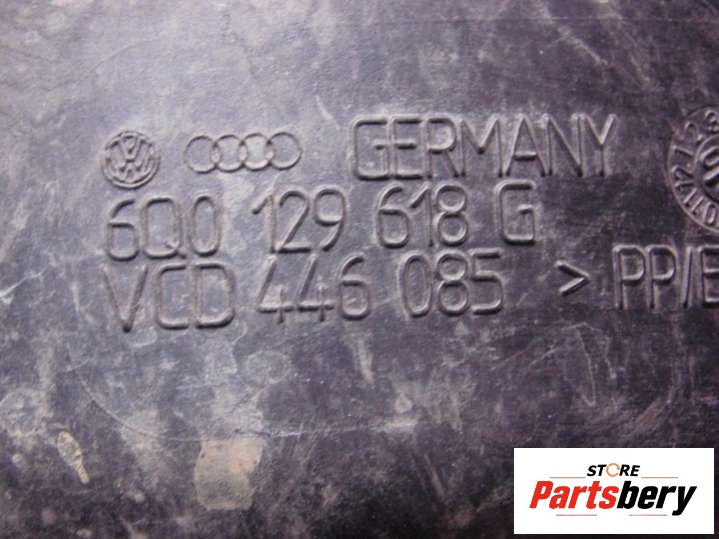 GERMANY
6Q0 129 618 G
VCD 446 085 > PP/E
STORE
Partsbery